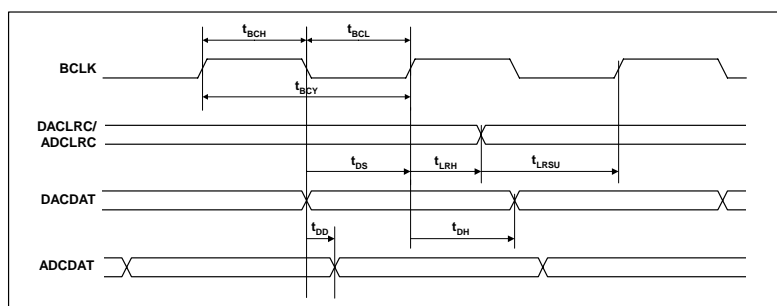 tBCH tBCL
BCLK
tBCY
DACLRC/
ADCLRC
tDS tLRH tLRSU
DACDAT
tDD tDH
ADCDAT